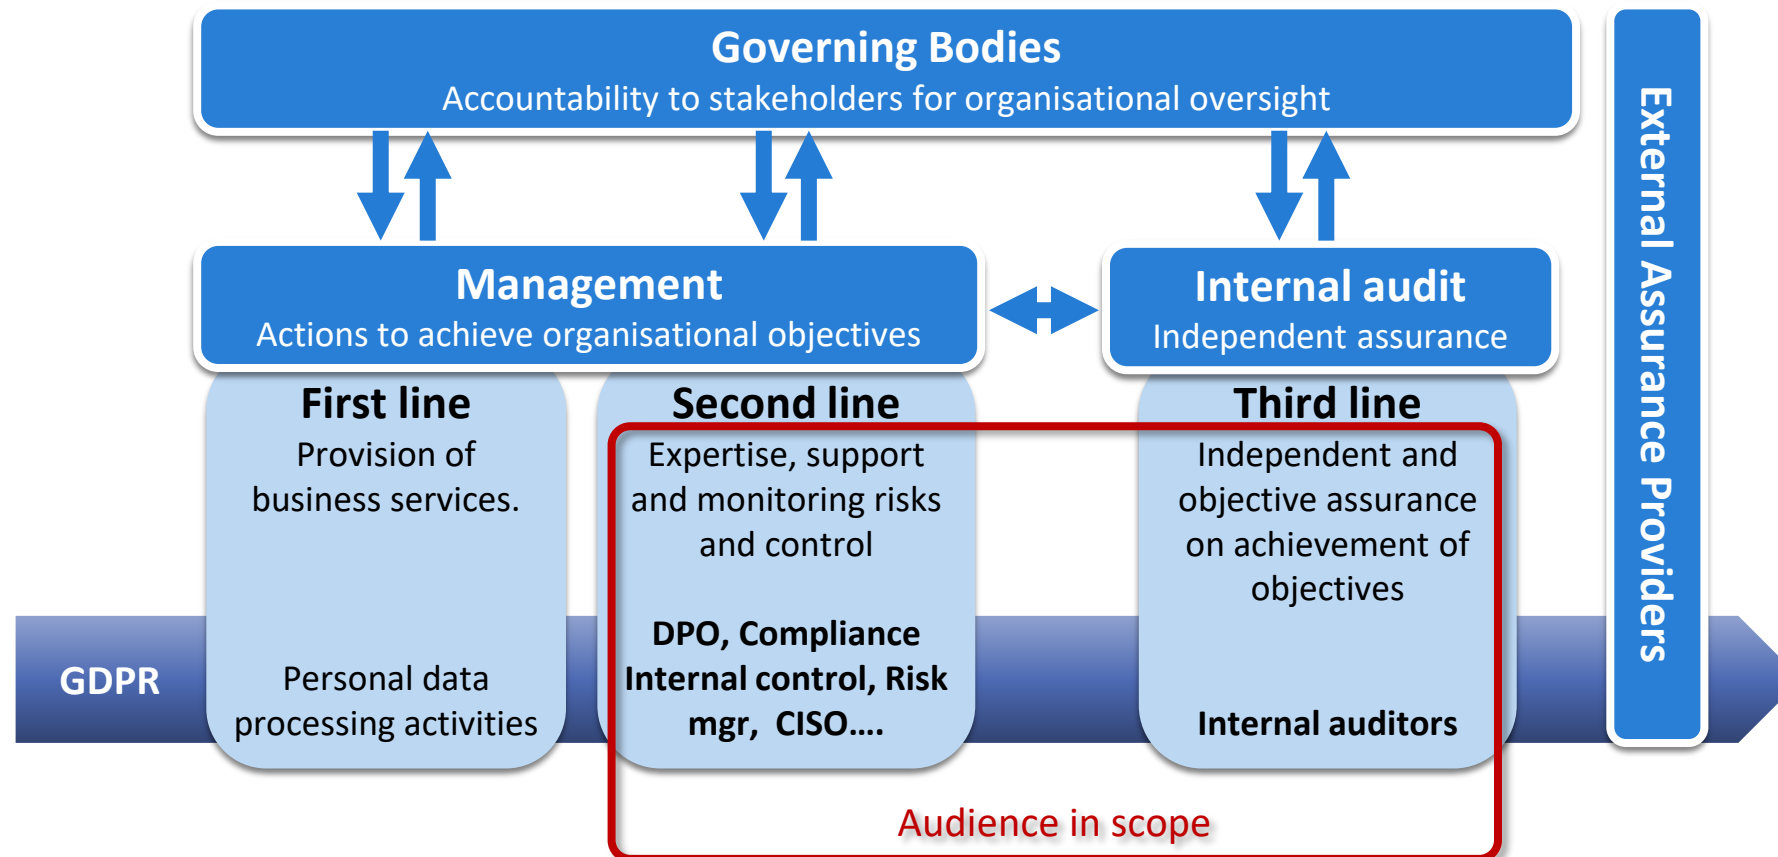 Governing Bodies
Accountability to stakeholders for organisational oversight
Management
Actions to achieve organisational objectives
Internal audit
Independent assurance
First line
Provision of
business services.
Personal data
processing activities
Second line
Expertise, support
and monitoring risks
and control
DPO, Compliance
Internal control, Risk
mgr, CISO....
Third line
Independent and
objective assurance
on achievement of
objectives
Internal auditors
GDPR
Audience in scope
External Assurance Providers